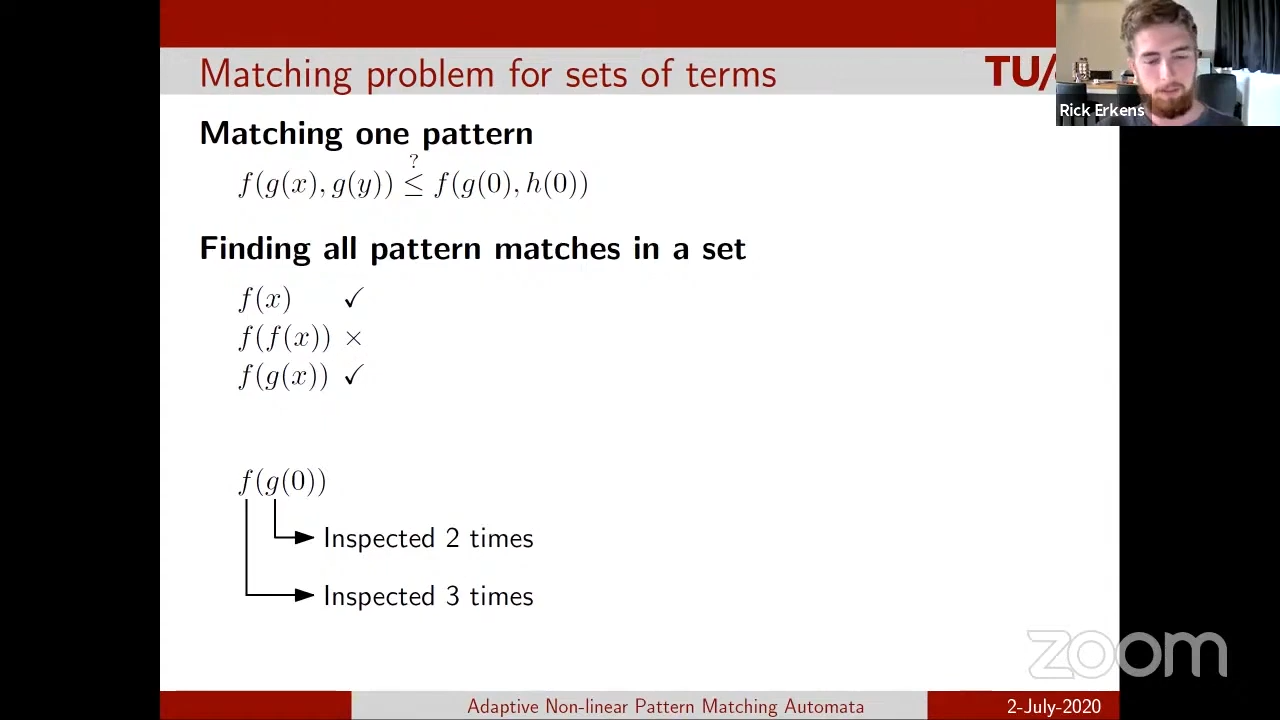 Matching problem for sets of terms
TU/
Rick Erkens
Matching one pattern
f(g(x), g(y)) ≤? f(g(0), h(0))
Finding all pattern matches in a set
f(x) ✓
f(f(x)) ×
f(g(x)) ✓
f(g(0))
Inspected 2 times
Inspected 3 times
zoom
Adaptive Non-linear Pattern Matching Automata
2-July-2020